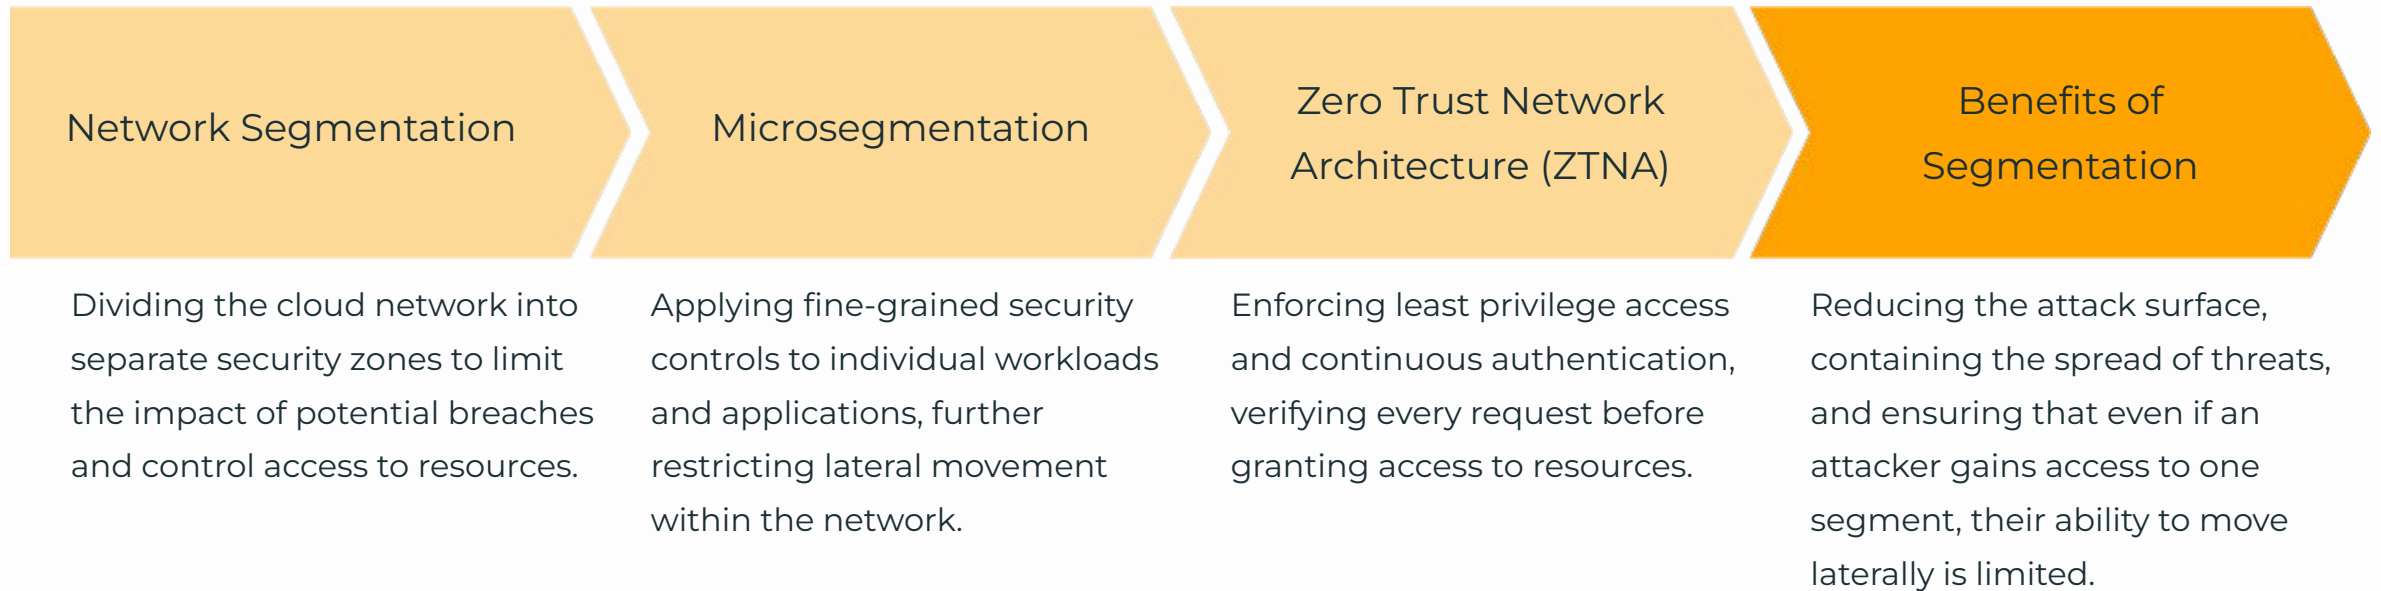 Network Segmentation
Microsegmentation
Zero Trust Network
Architecture (ZTNA)
Benefits of
Segmentation
Dividing the cloud network into
separate security zones to limit
the impact of potential breaches
and control access to resources.
Applying fine-grained security
controls to individual workloads
and applications, further
restricting lateral movement
within the network.
Enforcing least privilege access
and continuous authentication,
verifying every request before
granting access to resources.
Reducing the attack surface,
containing the spread of threats,
and ensuring that even if an
attacker gains access to one
segment, their ability to move
laterally is limited.